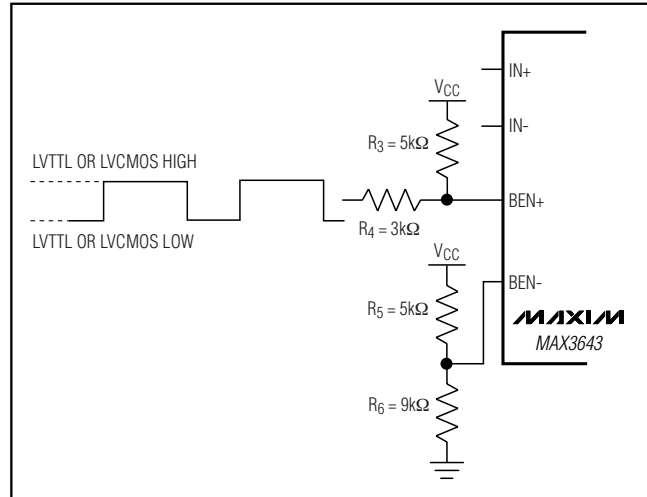 IN+
VCC
R3 = 5kΩ
IN-
LVTTL OR LVCMOS HIGH
BEN+
R4 = 3kΩ
LVTTL OR LVCMOS LOW
VCC
BEN-
R5 = 5kΩ
MAXIM
MAX3643
R6 = 9kΩ